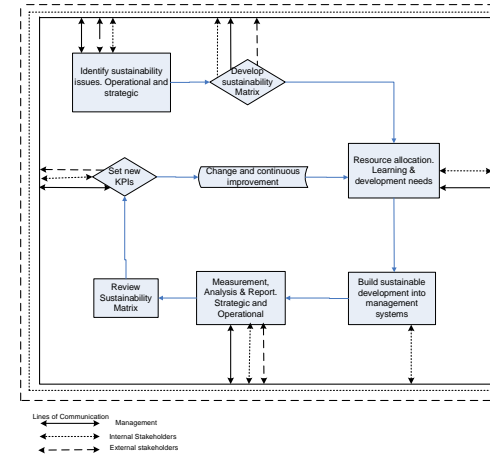 Identify sustainability
issues. Operational and
strategic
Develop
sustainability
Matrix
Set new
KPIs
Change and continuous
improvement
Resource allocation.
Learning &
development needs
Review
Sustainability
Matrix
Measurement,
Analysis & Report.
Strategic and
Operational
Build sustainable
development into
management
systems
Lines of Communication
Management
Internal Stakeholders
External stakeholders